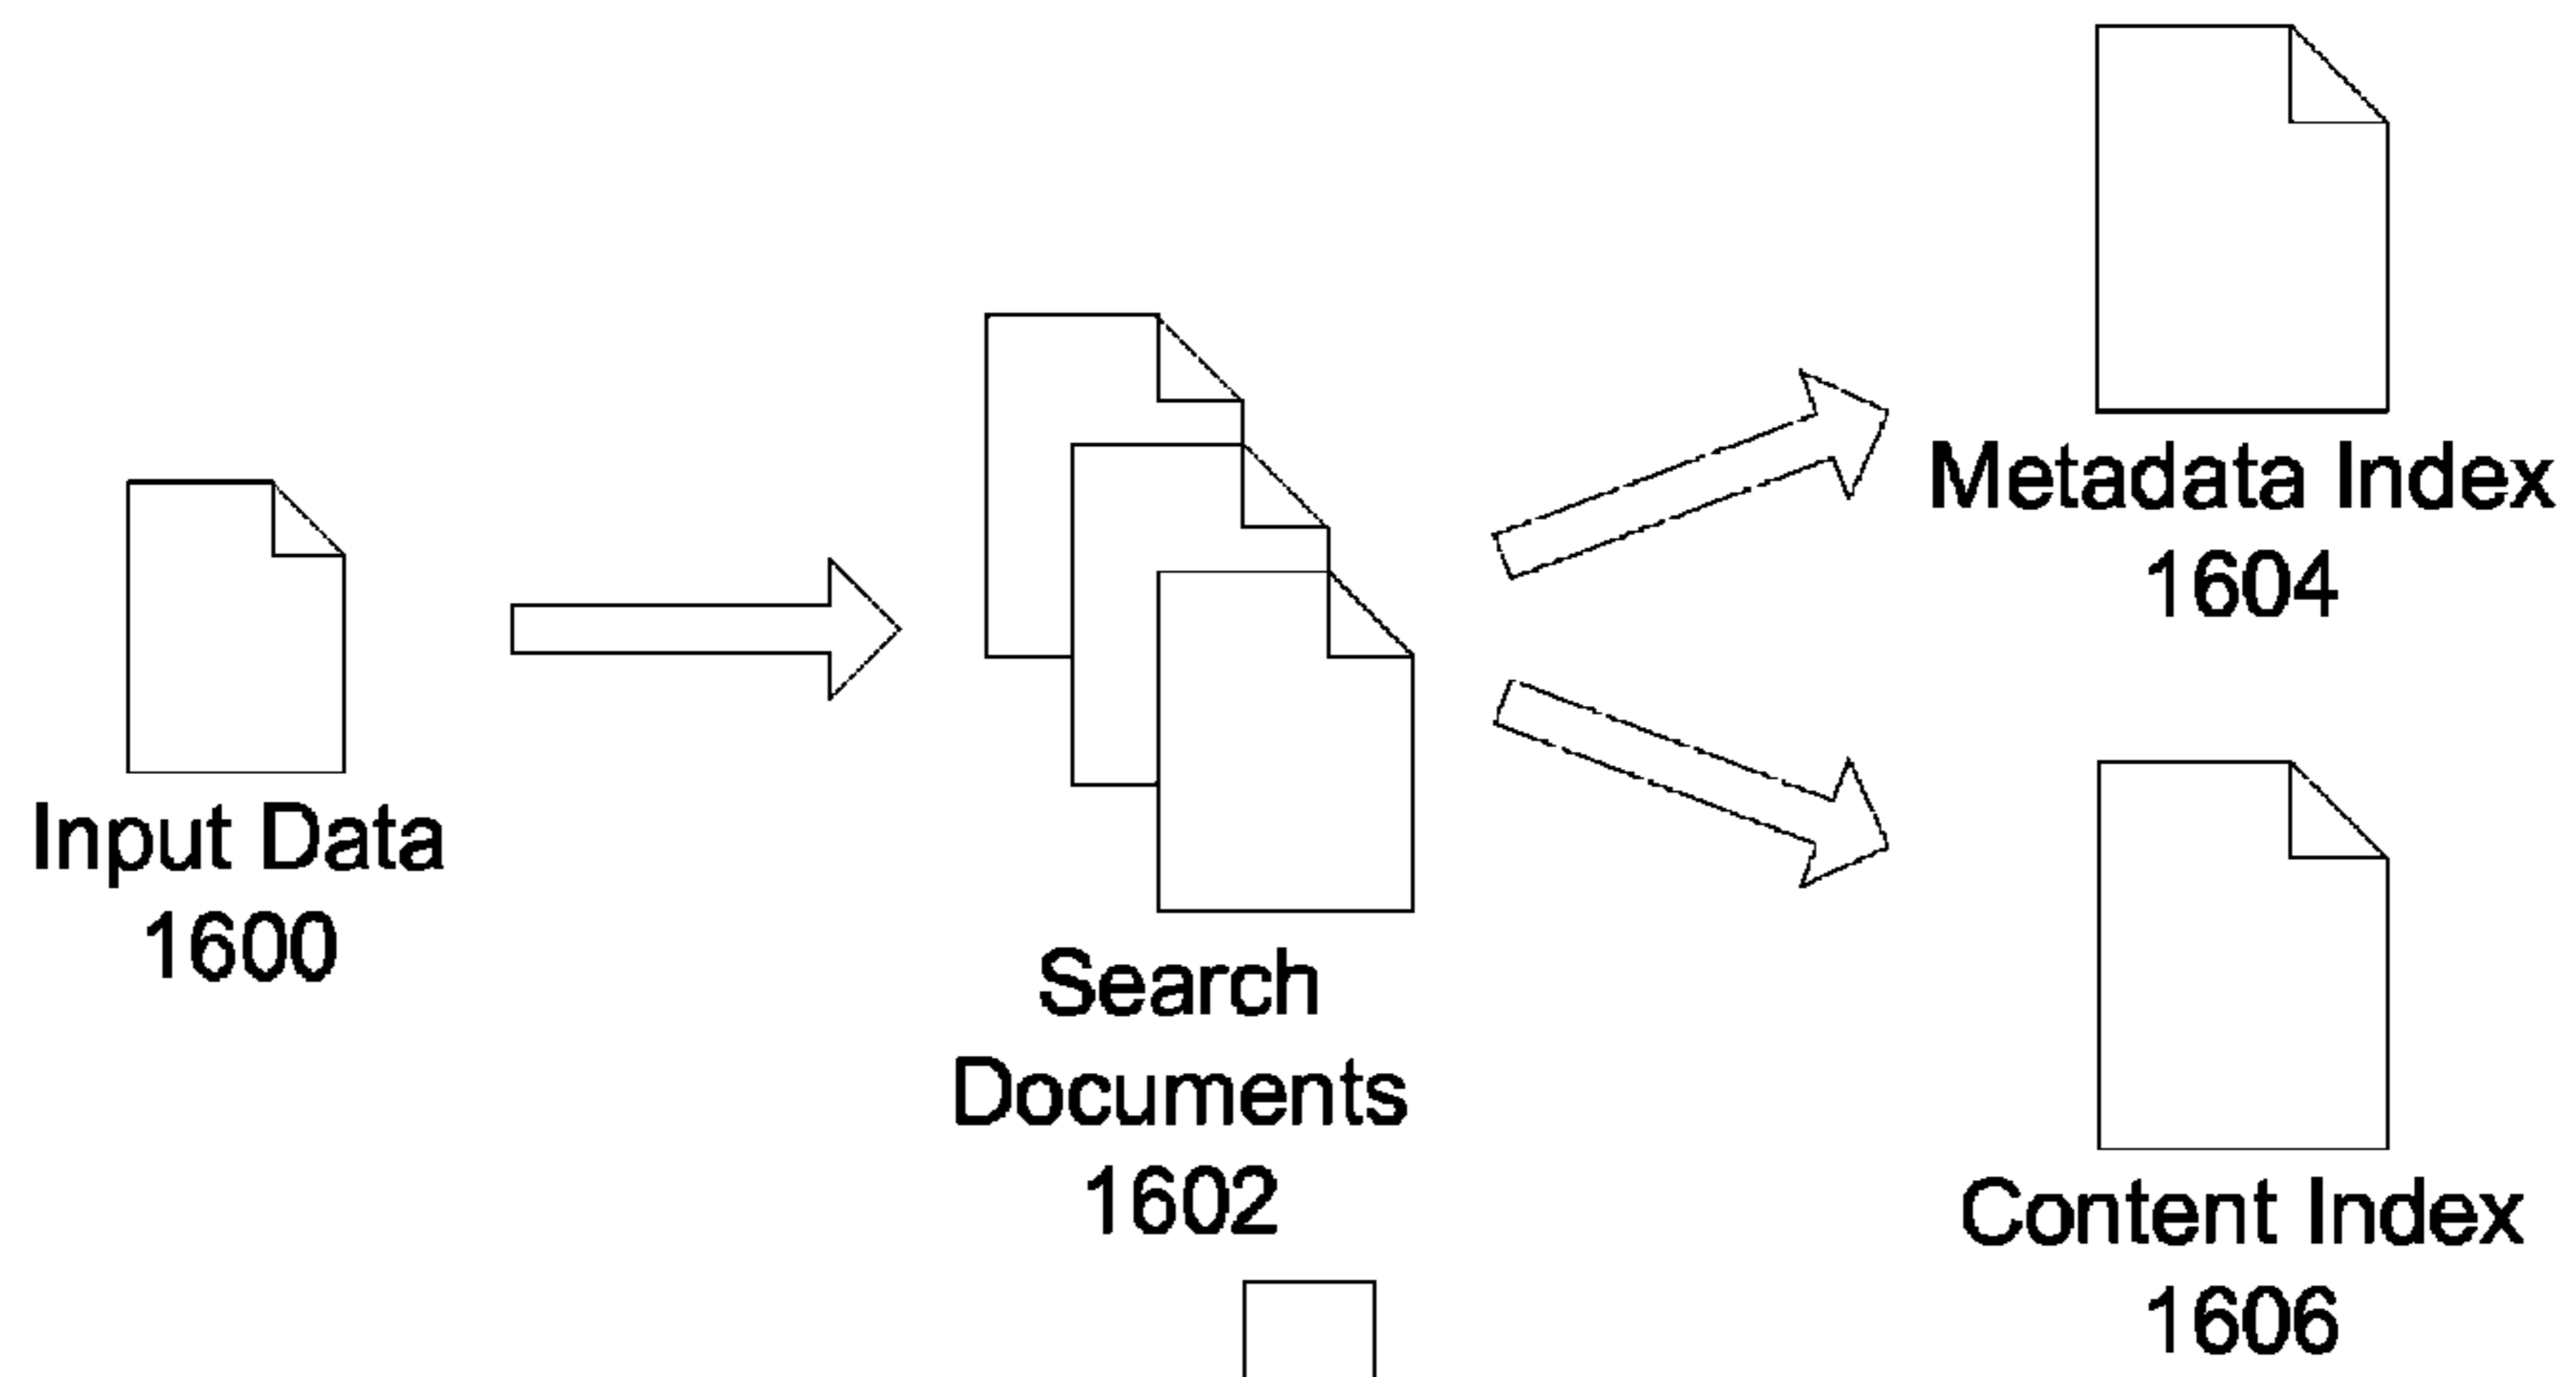 Input Data
1600
Search
Documents
1602
Metadata Index
1604
Content Index
1606